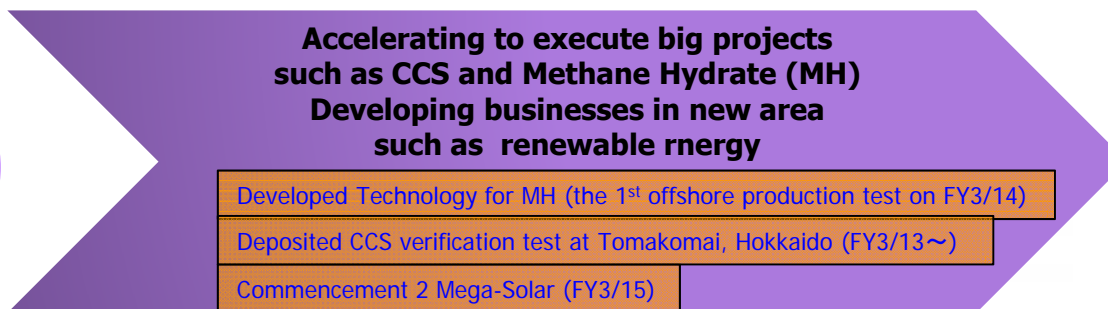 Accelerating to execute big projects
such as CCS and Methane Hydrate (MH)
Developing businesses in new area
such as renewable rnergy
Developed Technology for MH (the 1st offshore production test on FY3/14)
Deposited CCS verification test at Tomakomai, Hokkaido (FY3/13～)
Commencement 2 Mega-Solar (FY3/15)